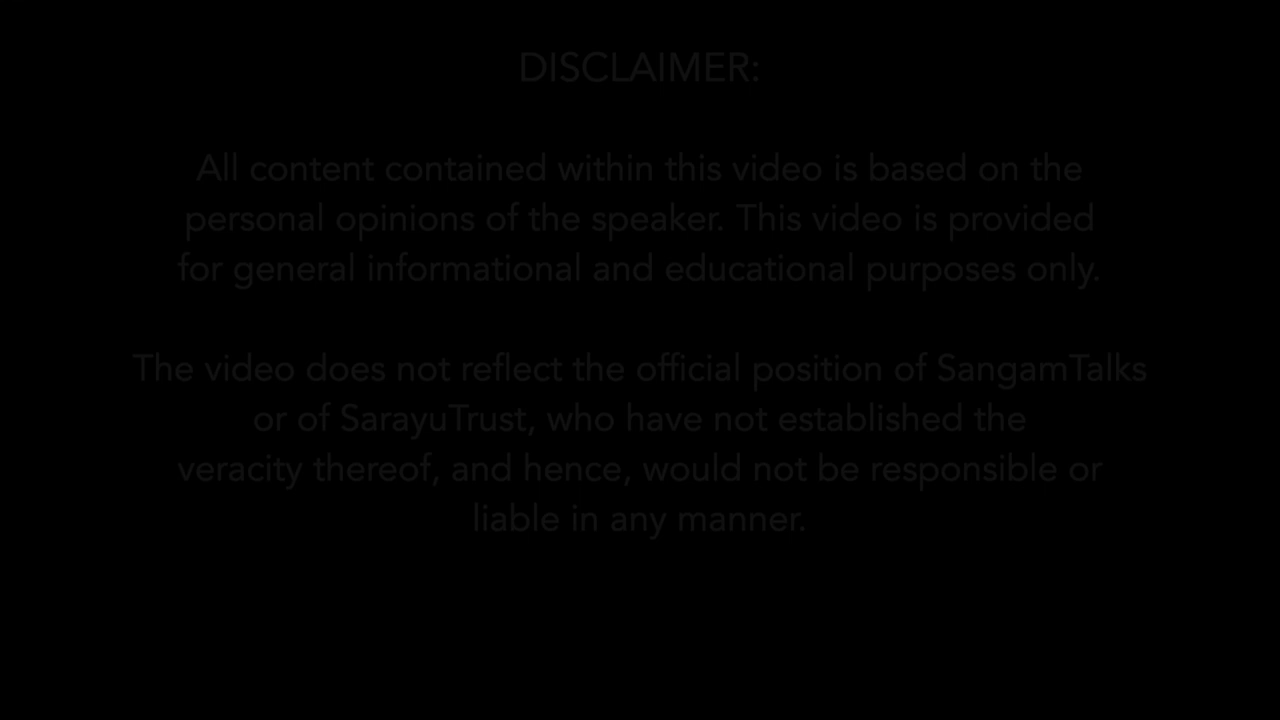 DISCLAIMER:
All content contained within this video is based on the
personal opinions of the speaker. This video is provided
for general informational and educational purposes only.
The video does not reflect the official position of SangamTalks
or of SarayuTrust, who have not established the
veracity thereof, and hence, would not be responsible or
liable in any manner.